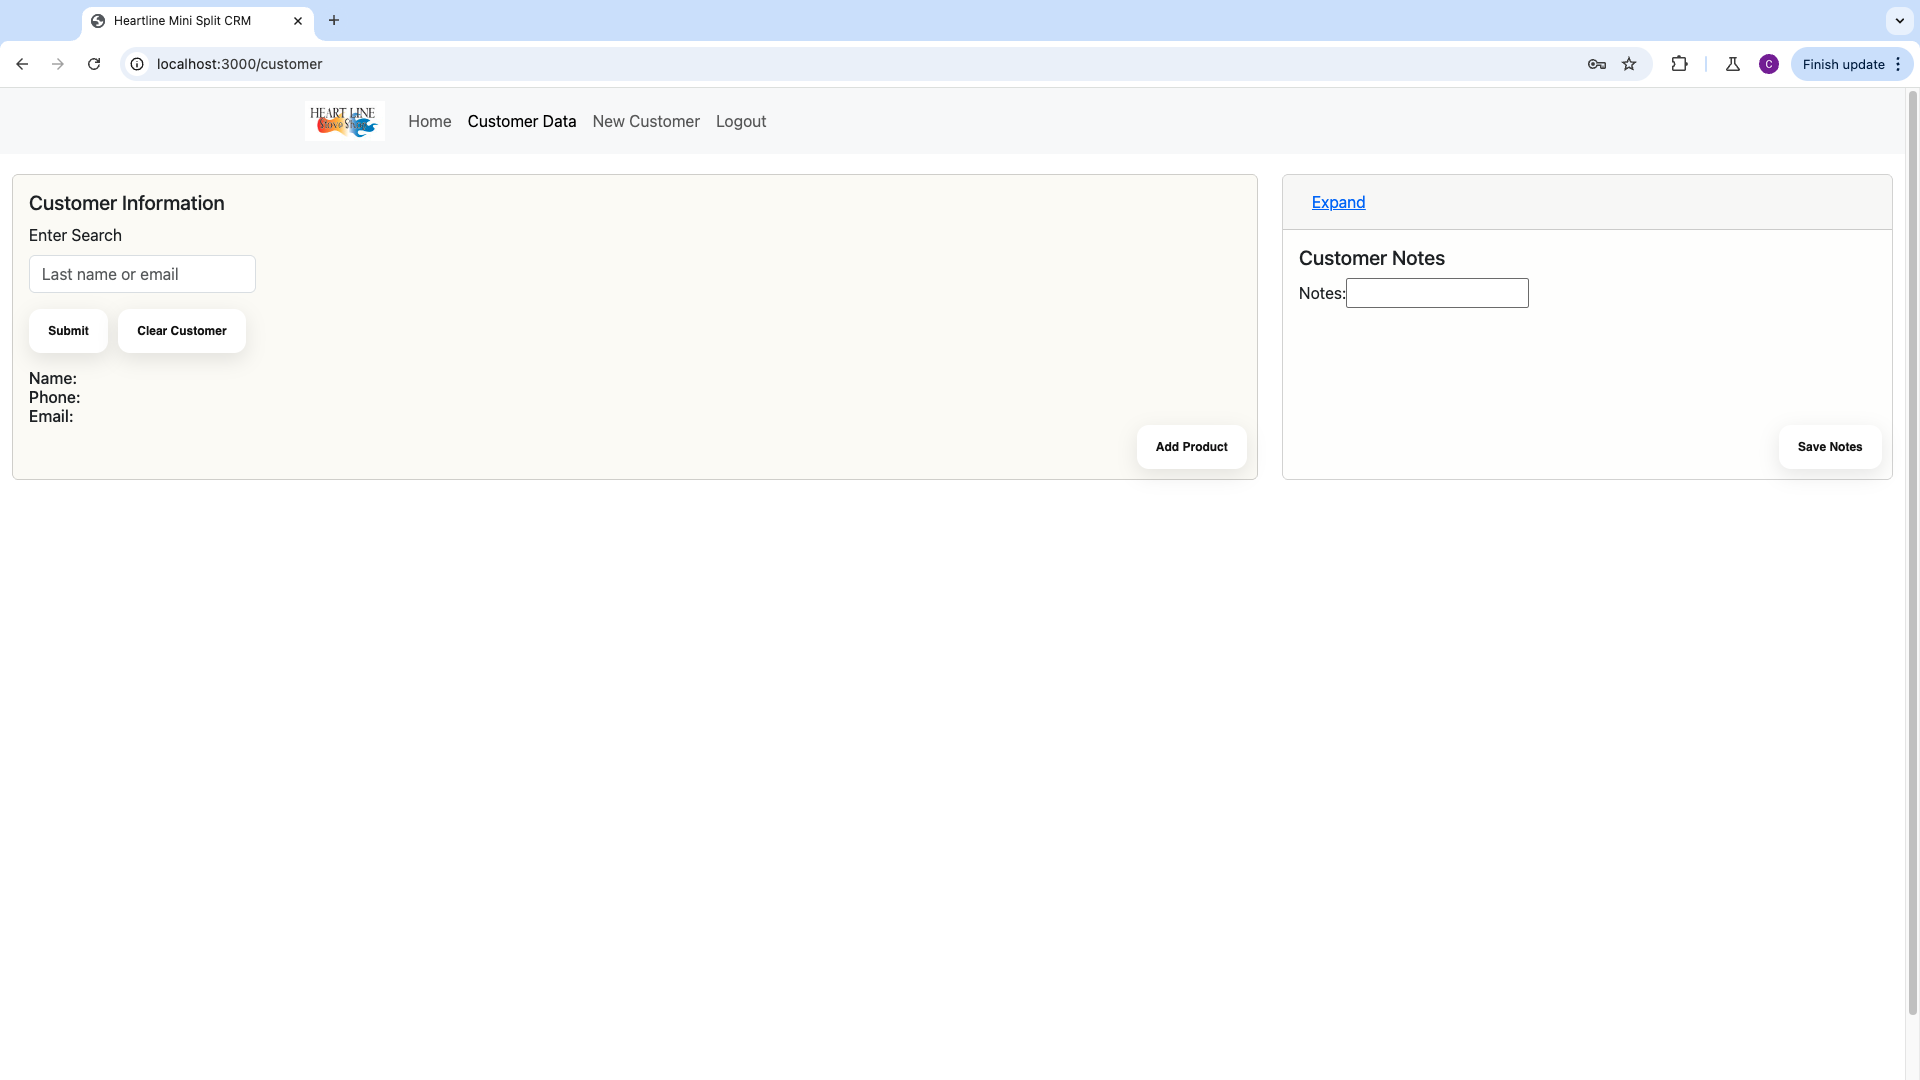 Heartline Mini Split CRM
localhost:3000/customer
C
Finish update
HEART LINE
Home
Customer Data
New Customer
Logout
Customer Information
Enter Search
Last name or email
Submit
Clear Customer
Name:
Phone:
Email:
Add Product
Expand
Customer Notes
Notes:
Save Notes